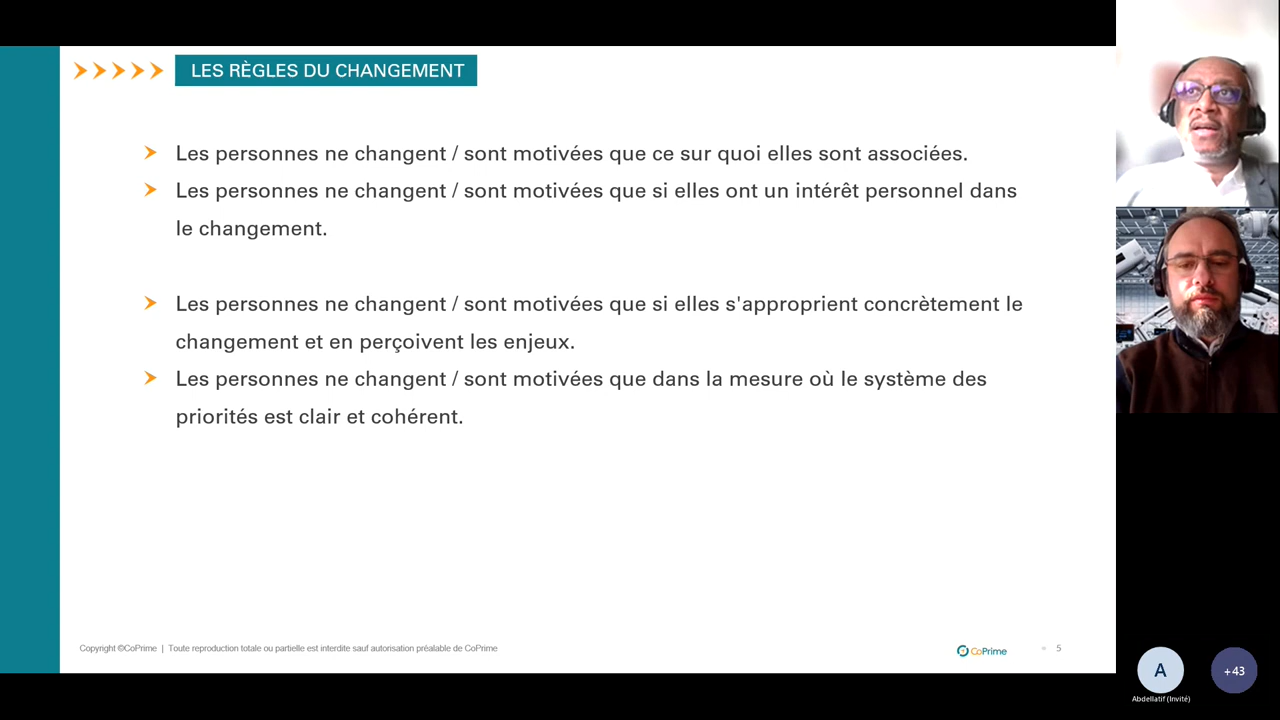 LES RÈGLES DU CHANGEMENT
Les personnes ne changent / sont motivées que ce sur quoi elles sont associées.
Les personnes ne changent / sont motivées que si elles ont un intérêt personnel dans
le changement.
Les personnes ne changent / sont motivées que si elles s'approprient concrètement le
changement et en perçoivent les enjeux.
Les personnes ne changent / sont motivées que dans la mesure où le système des
priorités est clair et cohérent.
Copyright ©CoPrime | Toute reproduction totale ou partielle est interdite sauf autorisation préalable de CoPrime
CoPrime
5
A
+43
Abdellatif (Invité)